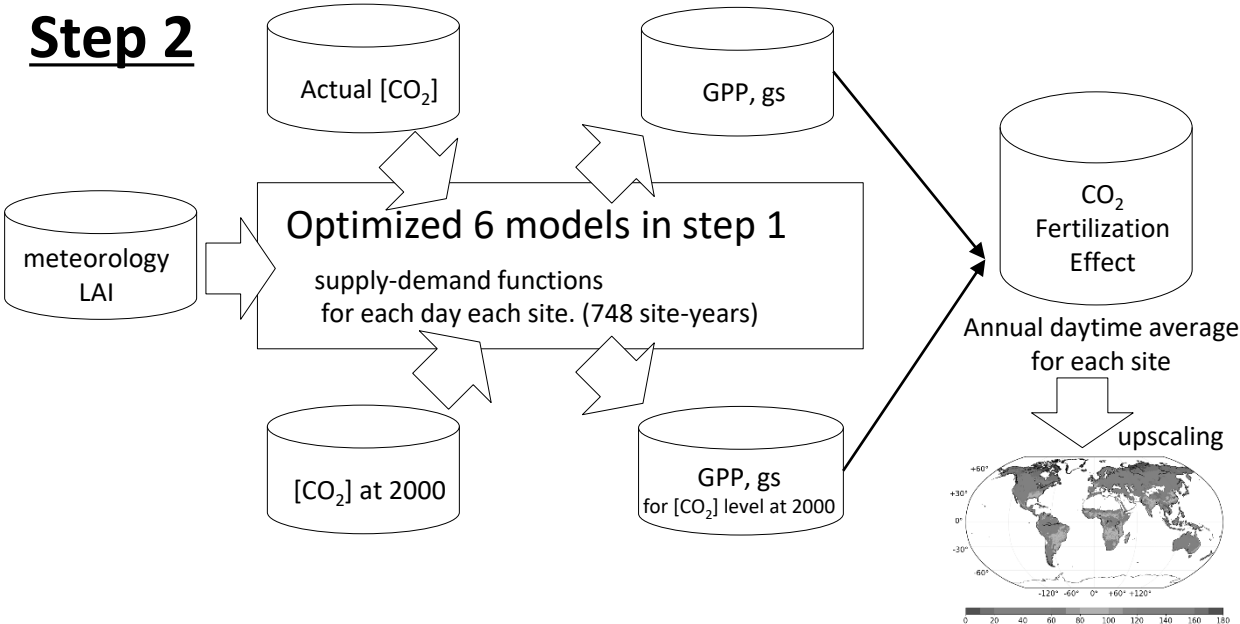 Step 2
Actual [CO₂]
GPP, gs
meteorology
LAI
Optimized 6 models in step 1
supply-demand functions
for each day each site. (748 site-years)
CO₂
Fertilization
Effect
Annual daytime average
for each site
[CO₂] at 2000
GPP, gs
for [CO₂] level at 2000
upscaling
+60°
+30°
0°
-30°
-60°
-120° -60° 0° +60° +120°
0 20 40 60 80 100 120 140 160 180